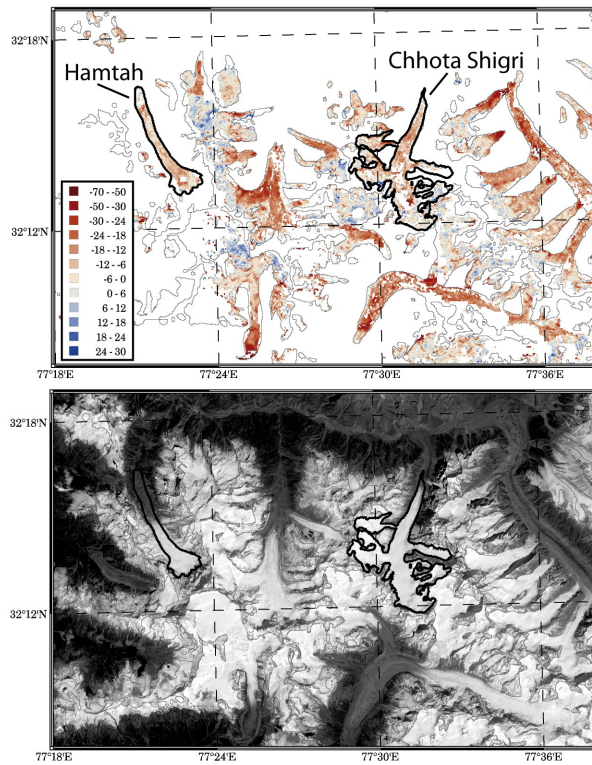 32°18'N
Hamtah
Chhota Shigri
-70 - -50
-50 - -30
-30 - -24
-24 - -18
-18 - -12
-12 - -6
-6 - 0
0 - 6
6 - 12
12 - 18
18 - 24
24 - 30
32°12'N
77°18'E 77°24'E 77°30'E 77°36'E
32°18'N
32°12'N
77°18'E 77°24'E 77°30'E 77°36'E